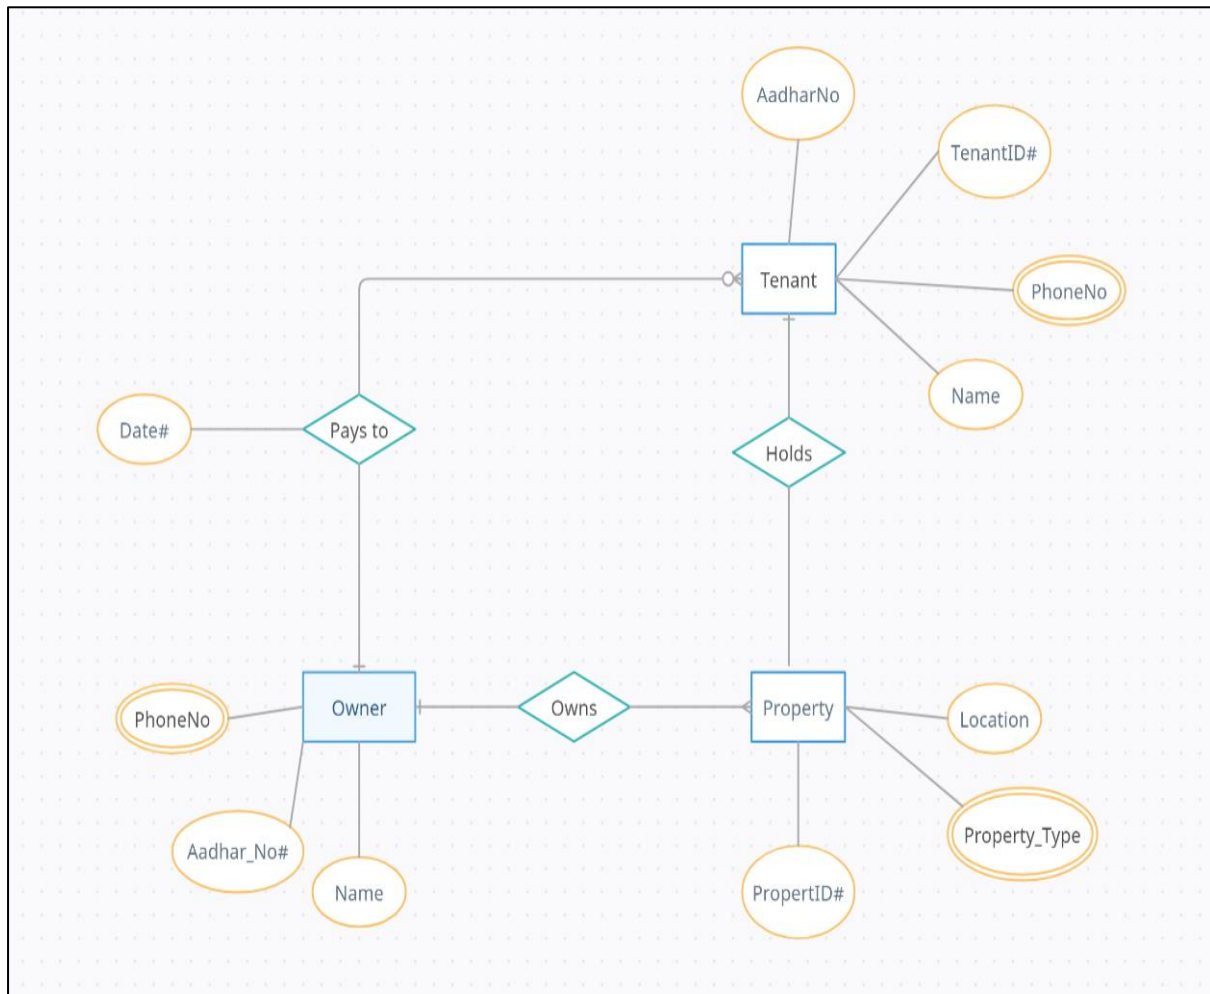 AadharNo
TenantID#
Tenant
PhoneNo
Name
Date#
Pays to
Holds
PhoneNo
Owner
Owns
Property
Location
Aadhar_No#
Name
PropertID#
Property_Type